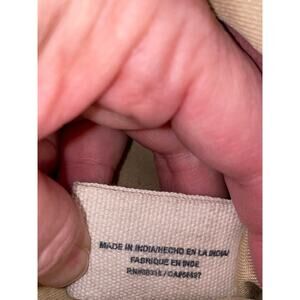 MADE IN INDIA/HECHO EN LA INDIA/
FABRIQUE EN INDE